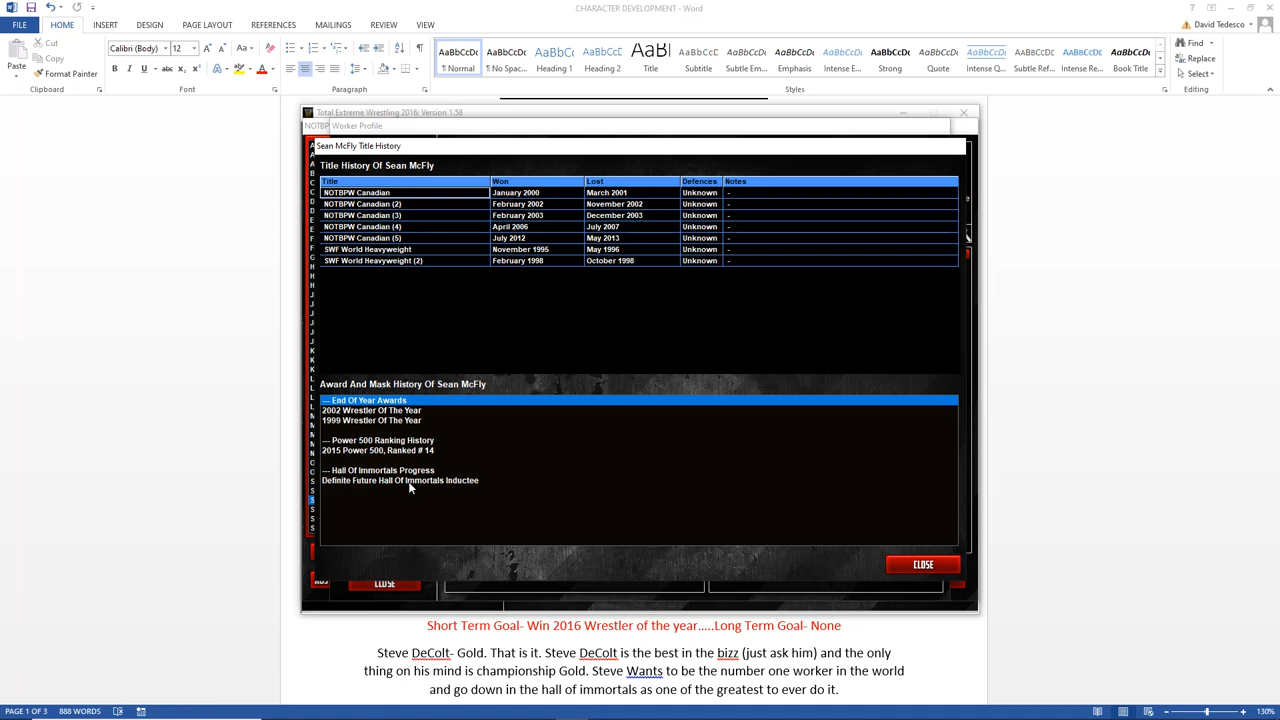 CHARACTER DEVELOPMENT - Word
David Tedesco
FILE HOME INSERT DESIGN PAGE LAYOUT REFERENCES MAILINGS REVIEW VIEW
Paste
Cut
Copy
Format Painter
Clipboard
Calibri (Body) 12
Font
Paragraph
AaBbCcDc AaBbCcDc AaBbCc AaBbCcD AaBl AaBbCcD AaBbCcDc AaBbCcDc AaBbCcDc AaBbCcDc AaBbCcDc AaBbCcDc AaBbCcDc AaBbCcDc
¶ Normal ¶ No Spac... Heading 1 Heading 2 Title Subtitle Subtle Em... Emphasis Intense E... Strong Quote Intense Q... Subtle Ref... Intense Re... Book Title
Styles
Find
Replace
Select
Editing
Total Extreme Wrestling 2016: Version 1.58
NOTBP Worker Profile
Sean McFly Title History
Title History Of Sean McFly
Title Won Lost Defences Notes
NOTBPW Canadian January 2000 March 2001 Unknown -
NOTBPW Canadian (2) February 2002 November 2002 Unknown -
NOTBPW Canadian (3) February 2003 December 2003 Unknown -
NOTBPW Canadian (4) April 2006 July 2007 Unknown -
NOTBPW Canadian (5) July 2012 May 2013 Unknown -
SWF World Heavyweight November 1995 May 1996 Unknown -
SWF World Heavyweight (2) February 1998 October 1998 Unknown -
Award And Mask History Of Sean McFly
--- End Of Year Awards
2002 Wrestler Of The Year
1999 Wrestler Of The Year
--- Power 500 Ranking History
2015 Power 500, Ranked # 14
--- Hall Of Immortals Progress
Definite Future Hall Of Immortals Inductee
CLOSE
CLOSE
Short Term Goal- Win 2016 Wrestler of the year.....Long Term Goal- None
Steve DeColt- Gold. That is it. Steve DeColt is the best in the bizz (just ask him) and the only
thing on his mind is championship Gold. Steve Wants to be the number one worker in the world
and go down in the hall of immortals as one of the greatest to ever do it.
PAGE 1 OF 3 888 WORDS 130%